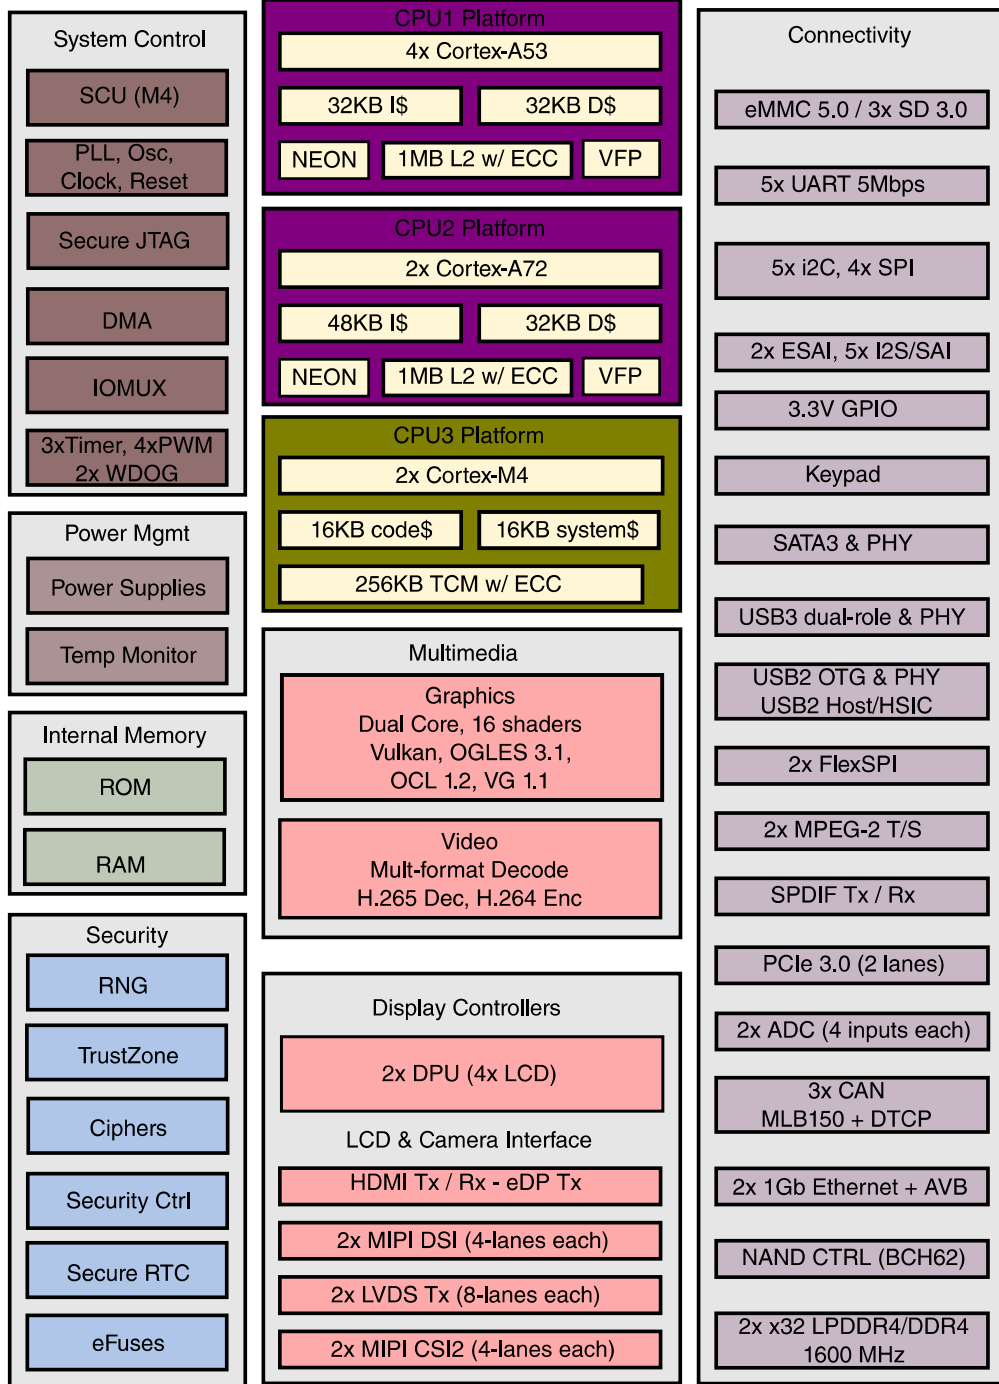 System Control
SCU (M4)
PLL, Osc,
Clock, Reset
Secure JTAG
DMA
IOMUX
3xTimer, 4xPWM
2x WDOG
Power Mgmt
Power Supplies
Temp Monitor
Internal Memory
ROM
RAM
Security
RNG
TrustZone
Ciphers
Security Ctrl
Secure RTC
eFuses
CPU1 Platform
4x Cortex-A53
32KB I$
32KB D$
NEON
1MB L2 w/ ECC
VFP
CPU2 Platform
2x Cortex-A72
48KB I$
32KB D$
NEON
1MB L2 w/ ECC
VFP
CPU3 Platform
2x Cortex-M4
16KB code$
16KB system$
256KB TCM w/ ECC
Multimedia
Graphics
Dual Core, 16 shaders
Vulkan, OGLES 3.1,
OCL 1.2, VG 1.1
Video
Mult-format Decode
H.265 Dec, H.264 Enc
Display Controllers
2x DPU (4x LCD)
LCD & Camera Interface
HDMI Tx / Rx - eDP Tx
2x MIPI DSI (4-lanes each)
2x LVDS Tx (8-lanes each)
2x MIPI CSI2 (4-lanes each)
Connectivity
eMMC 5.0 / 3x SD 3.0
5x UART 5Mbps
5x i2C, 4x SPI
2x ESAI, 5x I2S/SAI
3.3V GPIO
Keypad
SATA3 & PHY
USB3 dual-role & PHY
USB2 OTG & PHY
USB2 Host/HSIC
2x FlexSPI
2x MPEG-2 T/S
SPDIF Tx / Rx
PCIe 3.0 (2 lanes)
2x ADC (4 inputs each)
3x CAN
MLB150 + DTCP
2x 1Gb Ethernet + AVB
NAND CTRL (BCH62)
2x x32 LPDDR4/DDR4
1600 MHz